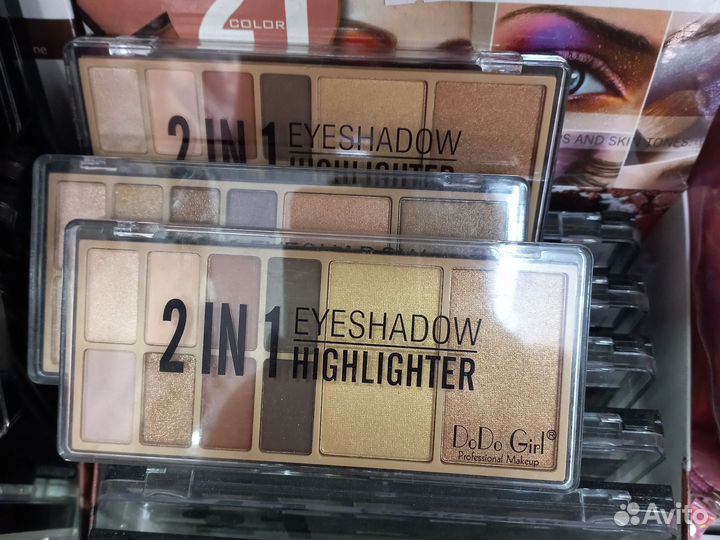 21
COLOR
ne
S AND SKIN TONES
2 IN 1 EYESHADOW
HIGHLIGHTER
2 IN 1 EYESHADOW
HIGHLIGHTER
DoDo Girl®
Professional Makeup
Avito